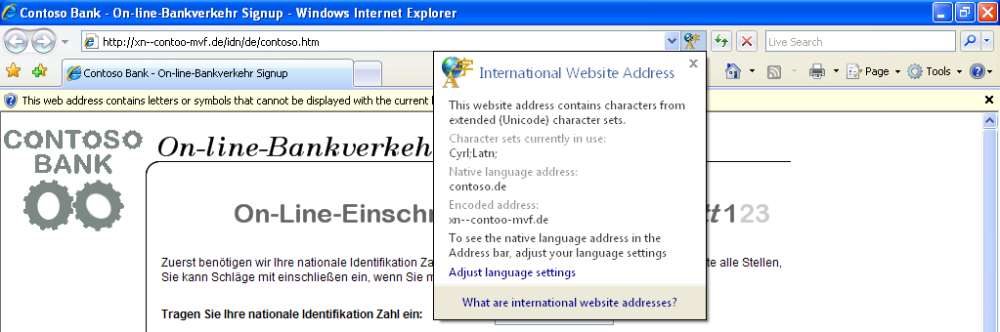 Contoso Bank - On-line-Bankverkehr Signup - Windows Internet Explorer
http://xn--contoo-mvf.de/idn/de/contoso.htm
Live Search
Contoso Bank - On-line-Bankverkehr Signup
Page
Tools
This web address contains letters or symbols that cannot be displayed with the current l
International Website Address
This website address contains characters from
extended (Unicode) character sets.
Character sets currently in use:
Cyrl;Latn;
Native language address:
contoso.de
Encoded address:
xn--contoo-mvf.de
To see the native language address in the
Address bar, adjust your language settings
Adjust language settings
What are international website addresses?
CONTOSO
BANK
On-line-Bankverkeh
On-Line-Einschr tt 123
Zuerst benötigen wir Ihre nationale Identifikation Za te alle Stellen,
Sie kann Schläge mit einschließen ein, wenn Sie m
Tragen Sie Ihre nationale Identifikation Zahl ein: